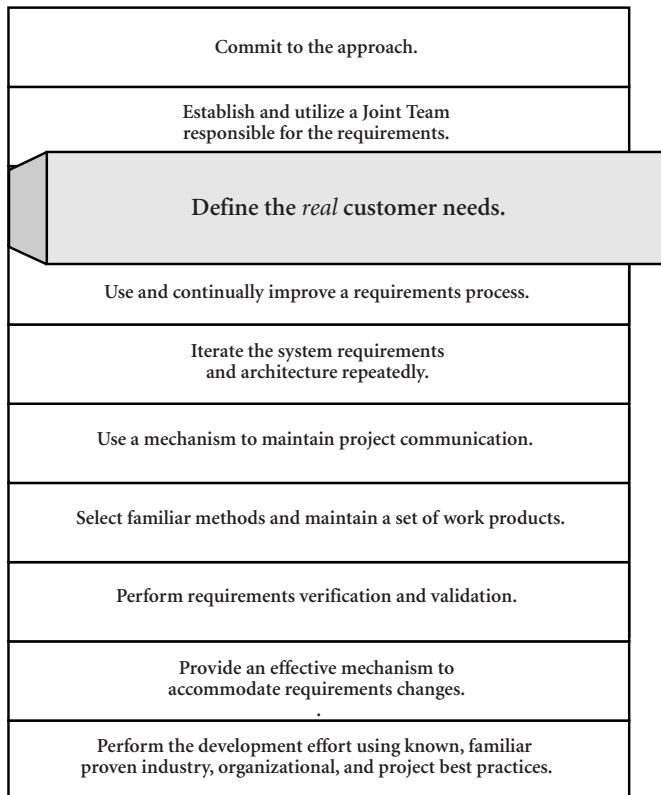 Commit to the approach.
Establish and utilize a Joint Team
responsible for the requirements.
Define the real customer needs.
Use and continually improve a requirements process.
Iterate the system requirements
and architecture repeatedly.
Use a mechanism to maintain project communication.
Select familiar methods and maintain a set of work products.
Perform requirements verification and validation.
Provide an effective mechanism to
accommodate requirements changes.
.
Perform the development effort using known, familiar
proven industry, organizational, and project best practices.